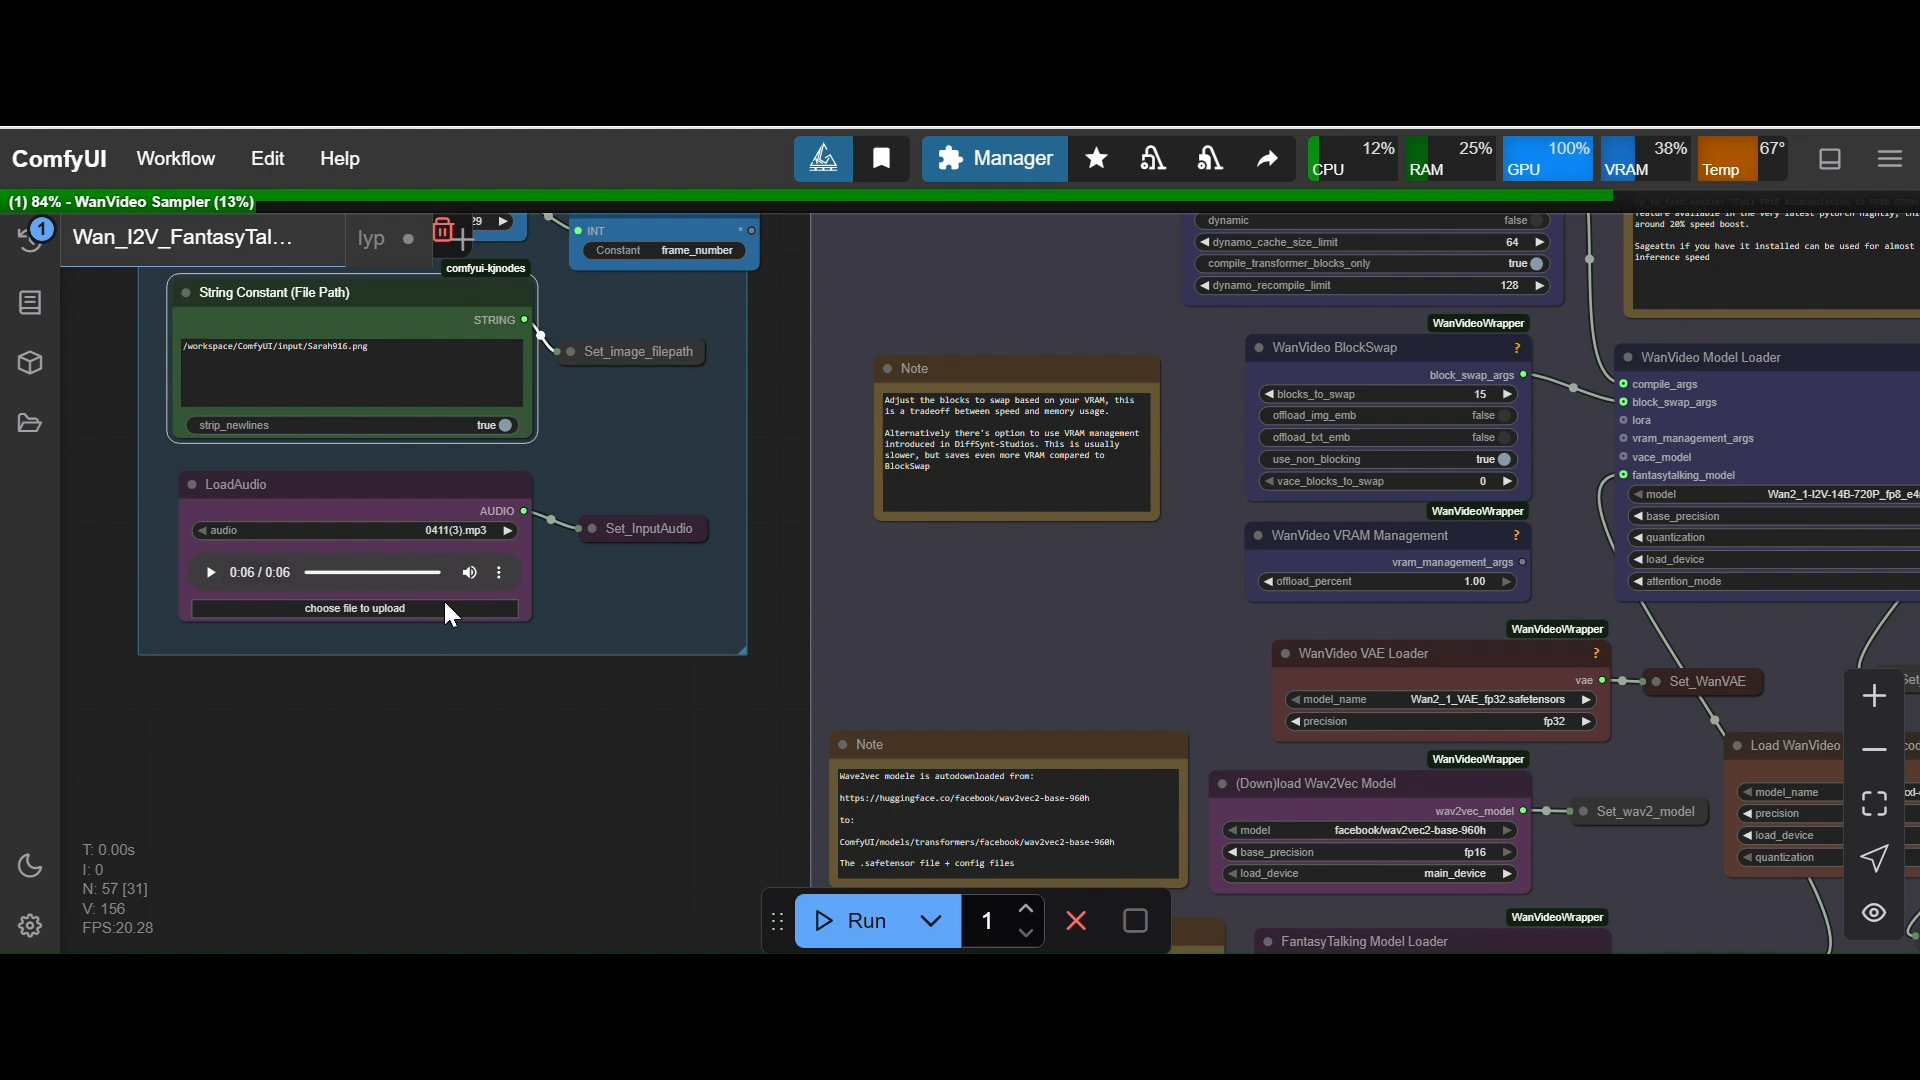 ComfyUI
Workflow
Edit
Help
Manager
12%
CPU
25%
RAM
100%
GPU
38%
VRAM
67°
Temp
(1) 84% - WanVideo Sampler (13%)
1
Wan_I2V_FantasyTal...
lyp
29
INT
*
Constant frame_number
comfyui-kjnodes
String Constant (File Path)
STRING
/workspace/ComfyUI/input/Sarah916.png
strip_newlines true
Set_image_filepath
LoadAudio
AUDIO
audio 0411(3).mp3
0:06 / 0:06
choose file to upload
Set_InputAudio
T: 0.00s
I: 0
N: 57 [31]
V: 156
FPS:20.28
Note
Adjust the blocks to swap based on your VRAM, this
is a tradeoff between speed and memory usage.
Alternatively there's option to use VRAM management
introduced in DiffSynt-Studios. This is usually
slower, but saves even more VRAM compared to
BlockSwap
Note
Wave2vec modele is autodownloaded from:
https://huggingface.co/facebook/wav2vec2-base-960h
to:
ComfyUI/models/transformers/facebook/wav2vec2-base-960h
The .safetensor file + config files
Run
1
dynamic false
dynamo_cache_size_limit 64
compile_transformer_blocks_only true
dynamo_recompile_limit 128
WanVideoWrapper
WanVideo BlockSwap ?
block_swap_args
blocks_to_swap 15
offload_img_emb false
offload_txt_emb false
use_non_blocking true
vace_blocks_to_swap 0
WanVideoWrapper
WanVideo VRAM Management ?
vram_management_args
offload_percent 1.00
WanVideoWrapper
WanVideo VAE Loader ?
vae
model_name Wan2_1_VAE_fp32.safetensors
precision fp32
Set_WanVAE
WanVideoWrapper
(Down)load Wav2Vec Model
wav2vec_model
model facebook/wav2vec2-base-960h
base_precision fp16
load_device main_device
Set_wav2_model
WanVideoWrapper
FantasyTalking Model Loader
feature available in the very latest pytorch nightly, this
around 20% speed boost.
Sageattn if you have it installed can be used for almost
inference speed
WanVideo Model Loader
compile_args
block_swap_args
lora
vram_management_args
vace_model
fantasytalking_model
model Wan2_1-I2V-14B-720P_fp8_e4
base_precision
quantization
load_device
attention_mode
Set
Load WanVideo
model_name
precision
load_device
quantization